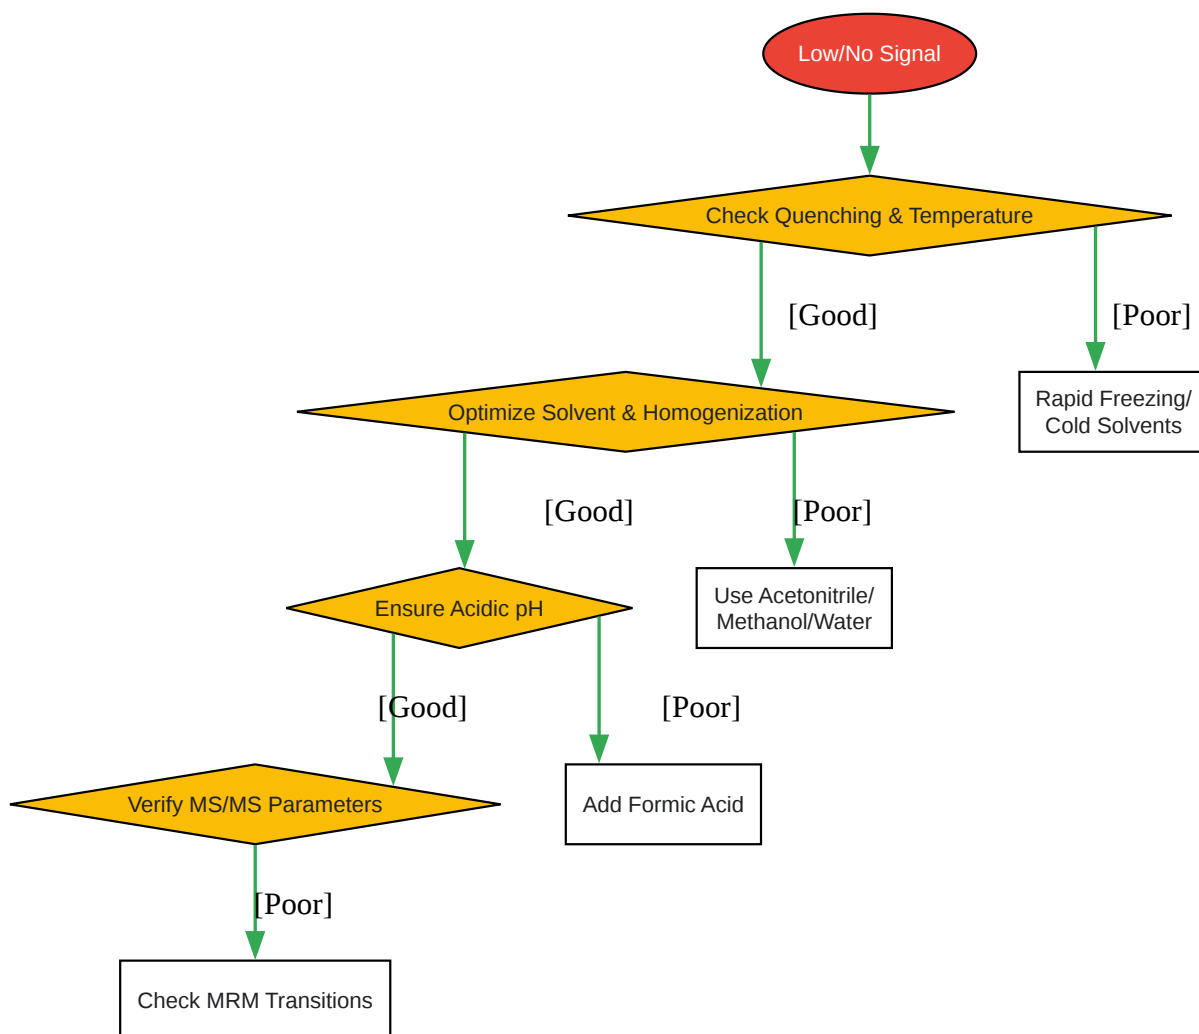 Low/No Signal
Check Quenching & Temperature
[Good]
[Poor]
Rapid Freezing/
Cold Solvents
Optimize Solvent & Homogenization
[Good]
[Poor]
Use Acetonitrile/
Methanol/Water
Ensure Acidic pH
[Good]
[Poor]
Add Formic Acid
Verify MS/MS Parameters
[Poor]
Check MRM Transitions